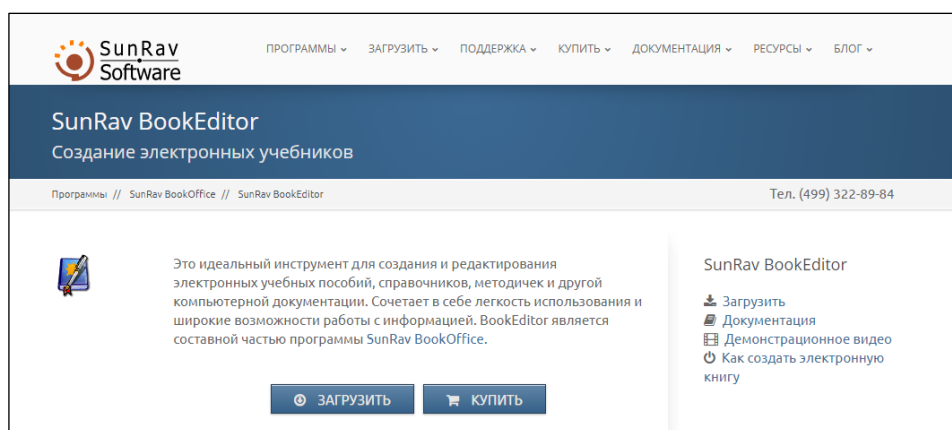 SunRav
Software
ПРОГРАММЫ ЗАГРУЗИТЬ ПОДДЕРЖКА КУПИТЬ ДОКУМЕНТАЦИЯ РЕСУРСЫ БЛОГ
SunRav BookEditor
Создание электронных учебников
Программы // SunRav BookOffice // SunRav BookEditor
Тел. (499) 322-89-84
Это идеальный инструмент для создания и редактирования
электронных учебных пособий, справочников, методичек и другой
компьютерной документации. Сочетает в себе легкость использования и
широкие возможности работы с информацией. BookEditor является
составной частью программы SunRav BookOffice.
ЗАГРУЗИТЬ
КУПИТЬ
SunRav BookEditor
Загрузить
Документация
Демонстрационное видео
Как создать электронную
книгу